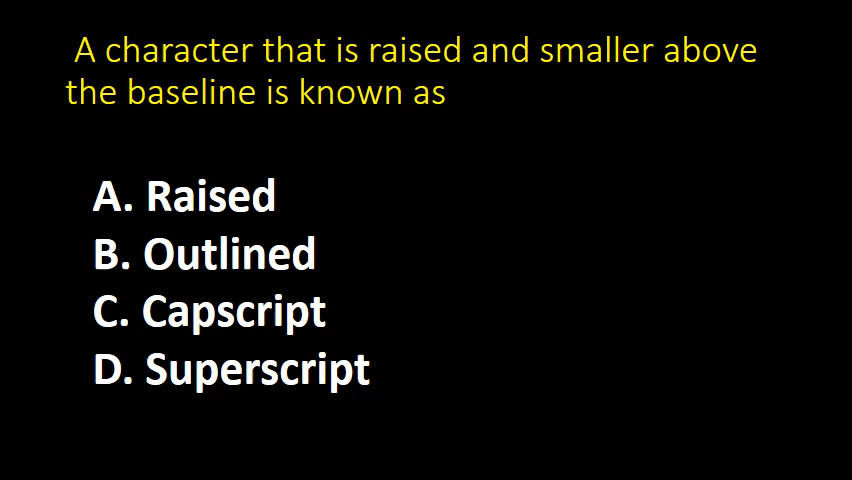 A character that is raised and smaller above
the baseline is known as
A. Raised
B. Outlined
C. Capscript
D. Superscript